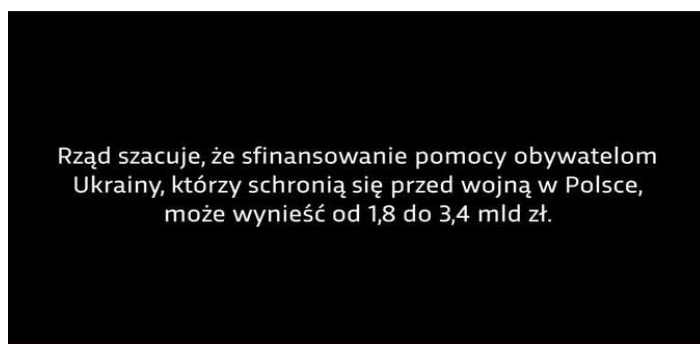 Rząd szacuje, że sfinansowanie pomocy obywatelom
Ukrainy, którzy schronią się przed wojną w Polsce,
może wynieść od 1,8 do 3,4 mld zł.